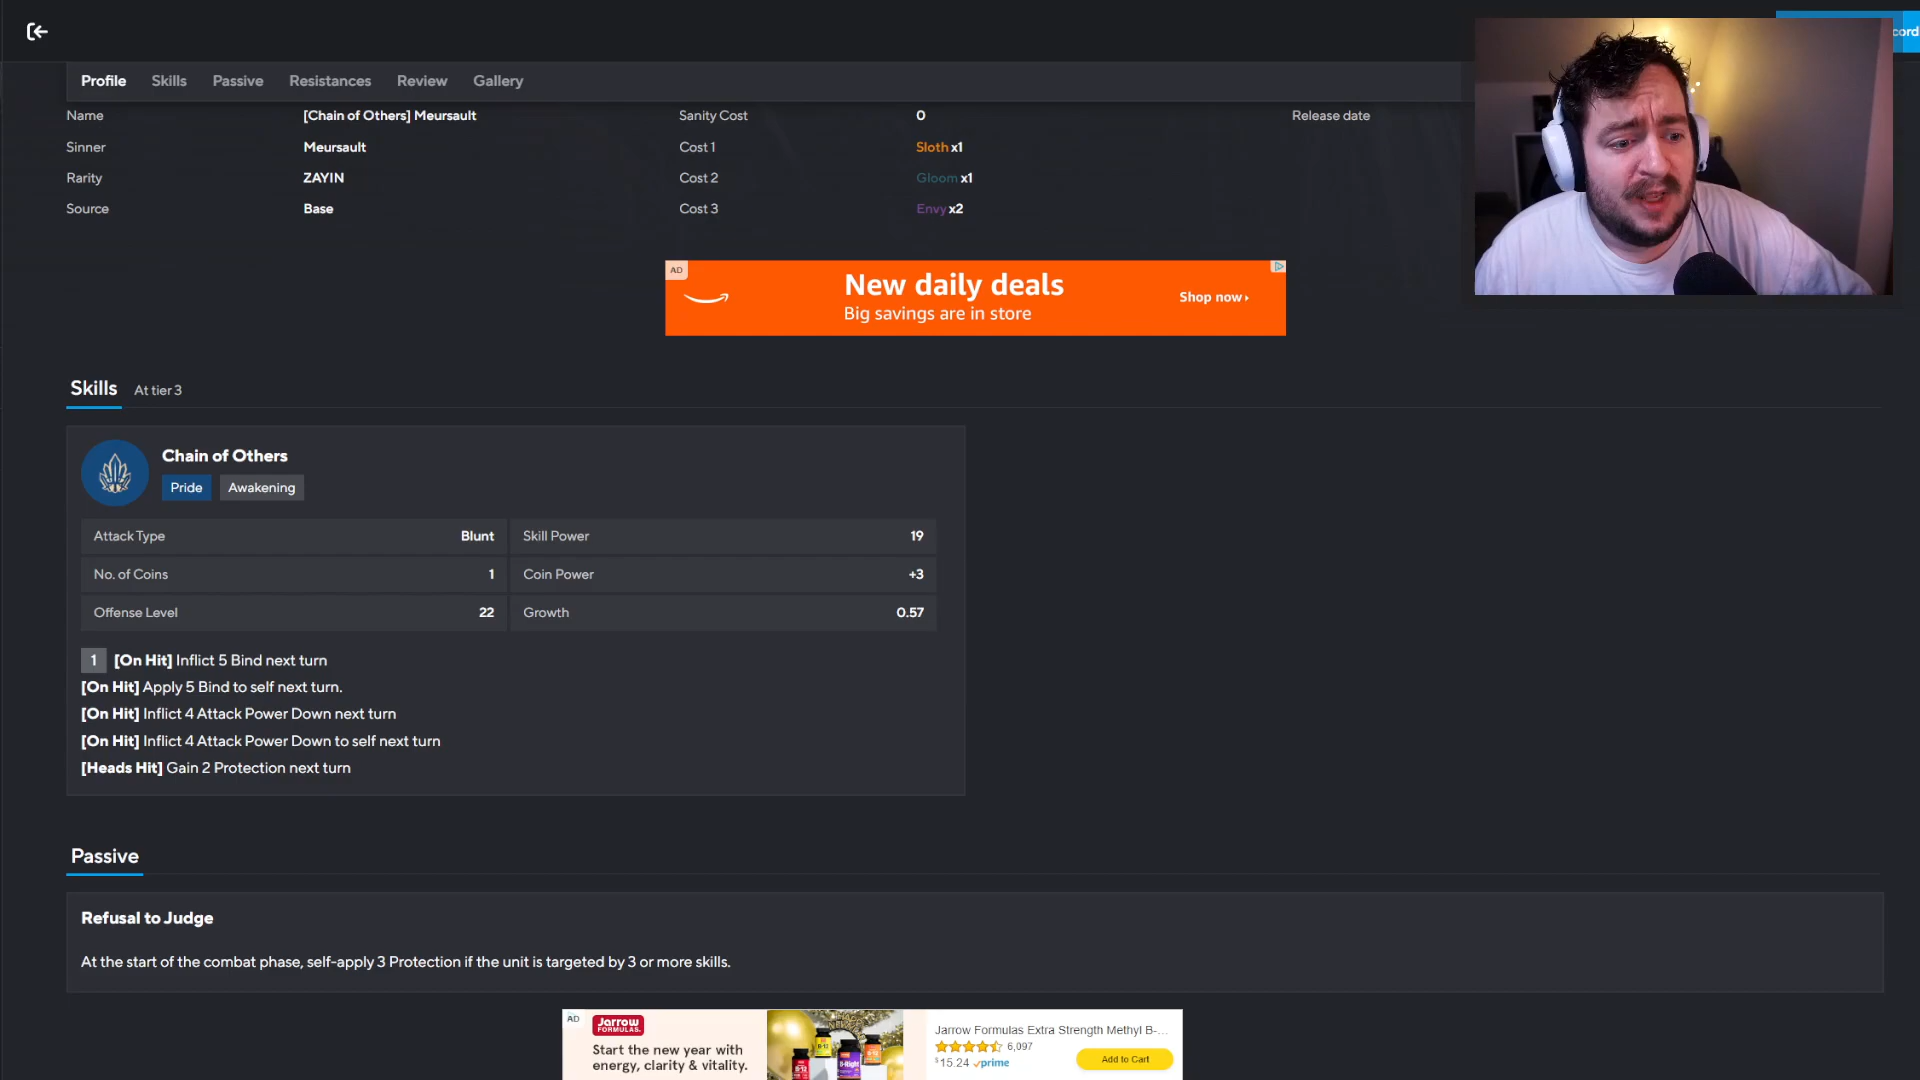 cord
Profile Skills Passive Resistances Review Gallery
Name [Chain of Others] Meursault Sanity Cost 0 Release date
Sinner Meursault Cost 1 Sloth x1
Rarity ZAYIN Cost 2 Gloom x1
Source Base Cost 3 Envy x2
AD
New daily deals
Big savings are in store
Shop now
Skills At tier 3
Chain of Others
Pride Awakening
Attack Type Blunt Skill Power 19
No. of Coins 1 Coin Power +3
Offense Level 22 Growth 0.57
1 [On Hit] Inflict 5 Bind next turn
[On Hit] Apply 5 Bind to self next turn.
[On Hit] Inflict 4 Attack Power Down next turn
[On Hit] Inflict 4 Attack Power Down to self next turn
[Heads Hit] Gain 2 Protection next turn
Passive
Refusal to Judge
At the start of the combat phase, self-apply 3 Protection if the unit is targeted by 3 or more skills.
AD
Jarrow
FORMULAS
Start the new year with
energy, clarity & vitality.
Jarrow Formulas Extra Strength Methyl B-...
6,097
$15.24 prime
Add to Cart